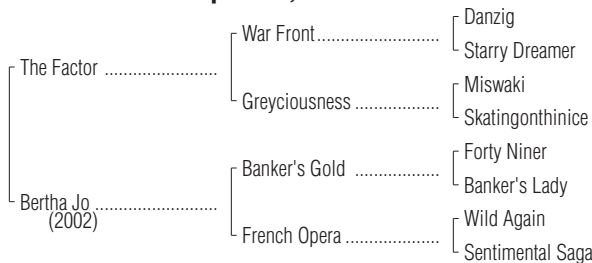 Danzig
War Front....................
Starry Dreamer
The Factor ......................
Miswaki
Greyciousness ................
Skatingonthinice
Forty Niner
Banker's Gold ................
Banker's Lady
Bertha Jo ........................
(2002)
Wild Again
French Opera ..................
Sentimental Saga